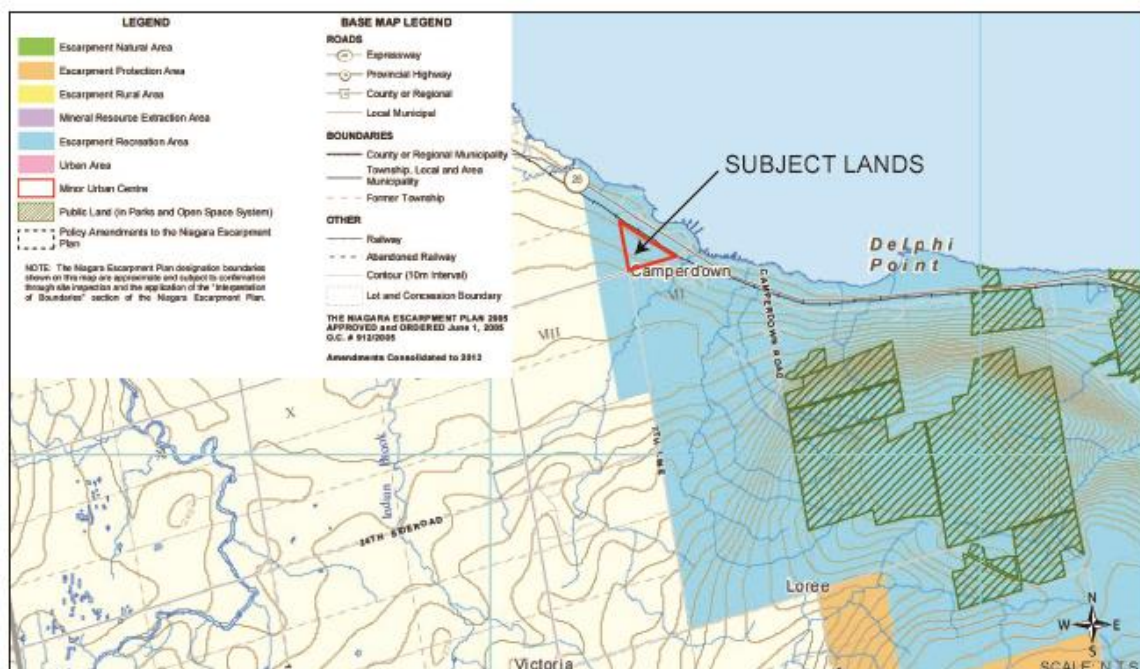 LEGEND
Escarpment Natural Area
Escarpment Protection Area
Escarpment Rural Area
Mineral Resource Extraction Area
Escarpment Recreation Area
Urban Area
Minor Urban Centre
Public Land (in Parks and Open Space System)
Policy Amendments to the Niagara Escarpment
Plan
NOTE: The Niagara Escarpment Plan designation boundaries
shown on this map are approximate and subject to confirmation
through site inspection and the application of the "Interpretation
of Boundaries" section of the Niagara Escarpment Plan.
BASE MAP LEGEND
ROADS
Expressway
Provincial Highway
County or Regional
Local Municipal
BOUNDARIES
County or Regional Municipality
Township, Local and Area
Municipality
Former Township
OTHER
Railway
Abandoned Railway
Contour (10m Interval)
Lot and Concession Boundary
THE NIAGARA ESCARPMENT PLAN 2005
APPROVED and ORDERED June 1, 2005
O.C. # 912/2005
Amendments Consolidated to 2012
SUBJECT LANDS
26
Delphi
Point
Camperdown
CAMPERDOWN ROAD
VII
VI
X
Indian Brook
24TH SIDEROAD
Loree
Victoria
N
W E
S